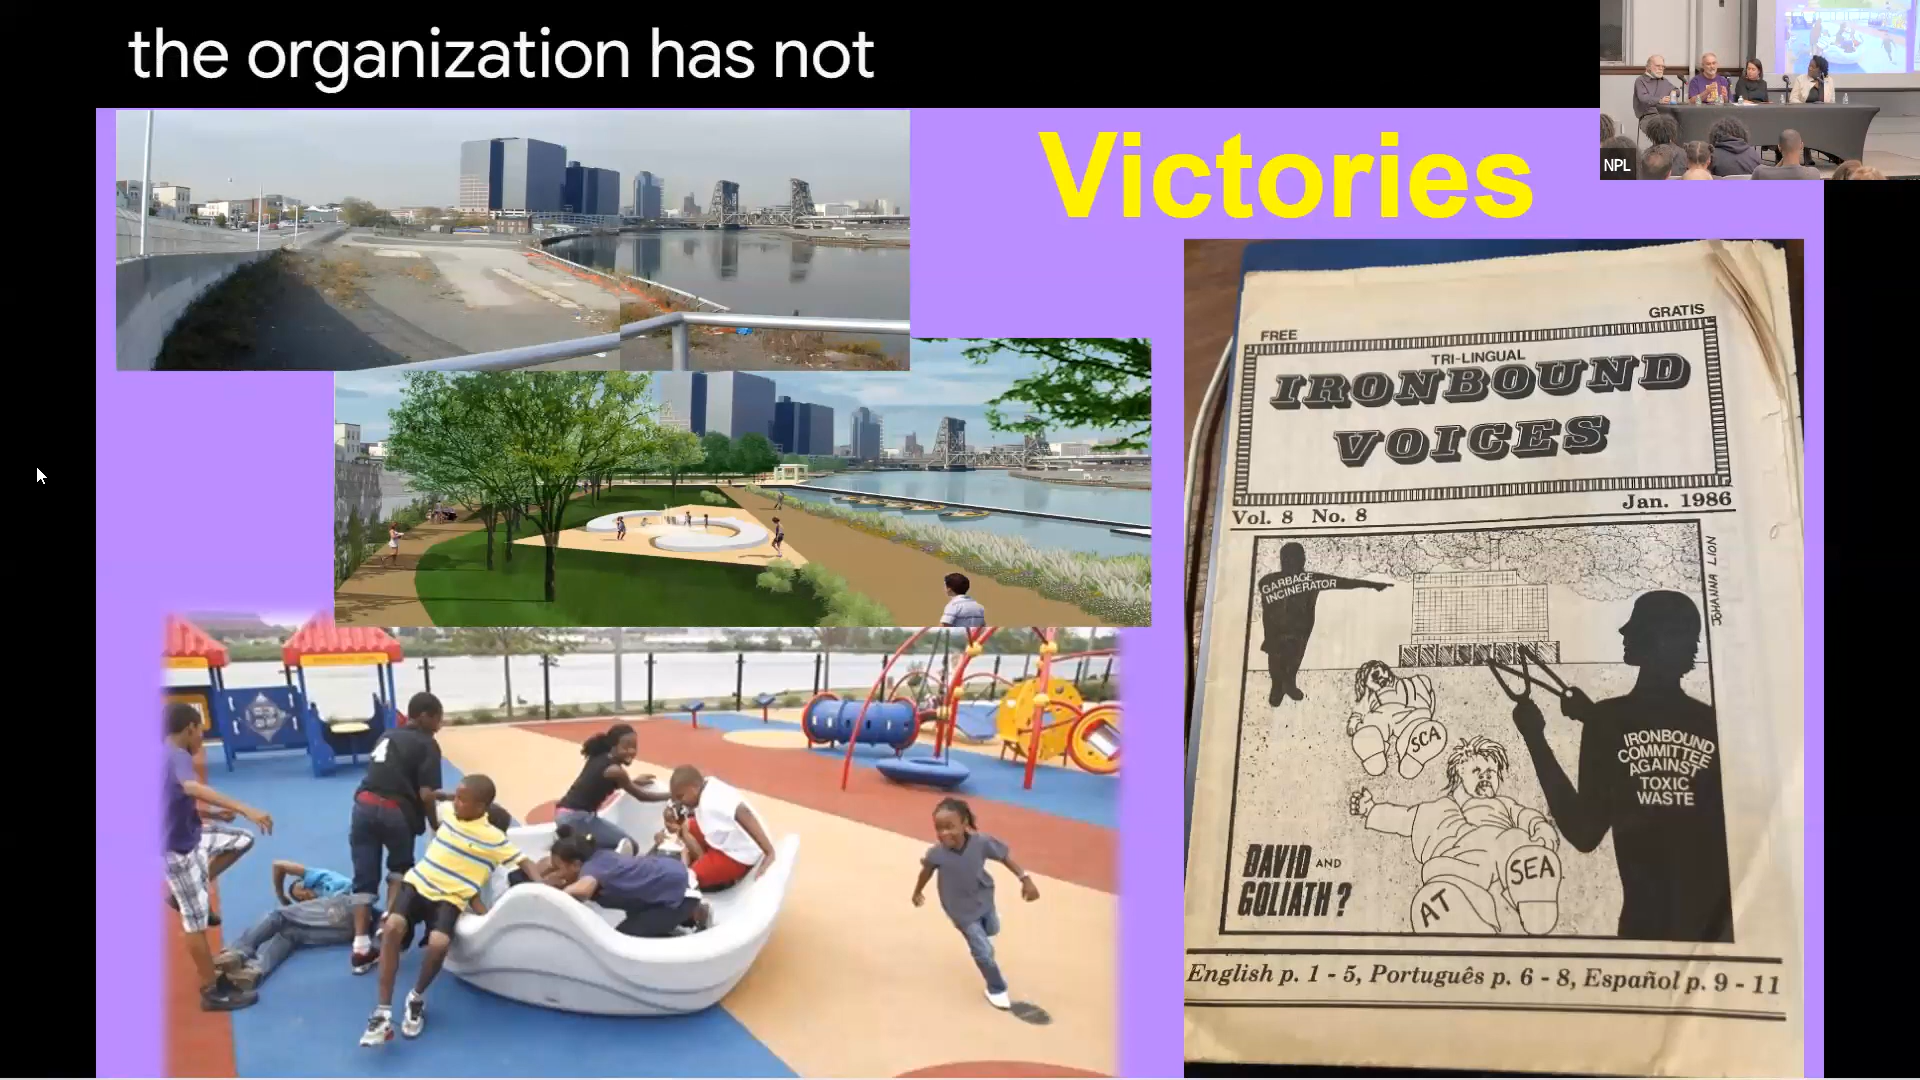 the organization has not
NPL
Victories
FREE
GRATIS
TRI-LINGUAL
IRONBOUND
VOICES
Vol. 8 No. 8
Jan. 1986
GARBAGE
INCINERATOR
JOHANNA LION
SCA
IRONBOUND
COMMITTEE
AGAINST
TOXIC
WASTE
DAVID AND
GOLIATH?
AT
SEA
English p. 1 - 5, Português p. 6 - 8, Español p. 9 - 11